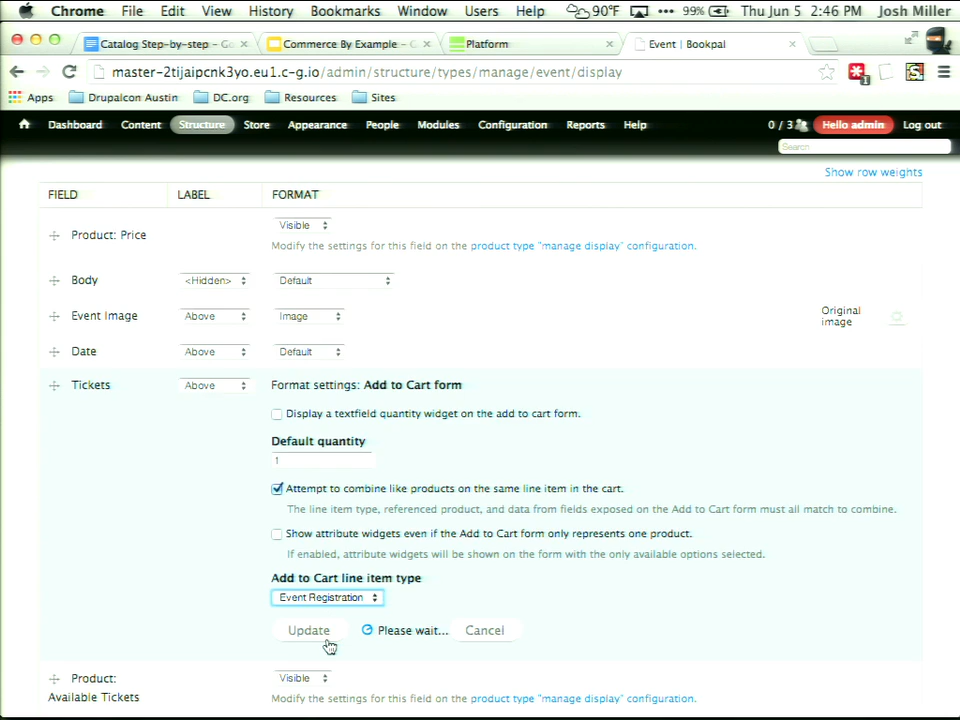 Chrome File Edit View History Bookmarks Window Users Help 90°F 99% Thu Jun 5 2:46 PM Josh Miller
Catalog Step-by-step - Go Commerce By Example - G Platform Event | Bookpal
master-2tijaipcnk3yo.eu1.c-g.io/admin/structure/types/manage/event/display
Apps Drupalcon Austin DC.org Resources Sites
Dashboard Content Structure Store Appearance People Modules Configuration Reports Help 0 / 3 Hello admin Log out
Search
Show row weights
FIELD LABEL FORMAT
Product: Price Visible
Modify the settings for this field on the product type "manage display" configuration.
Body <Hidden> Default
Event Image Above Image Original
image
Date Above Default
Tickets Above Format settings: Add to Cart form
Display a textfield quantity widget on the add to cart form.
Default quantity
1
Attempt to combine like products on the same line item in the cart.
The line item type, referenced product, and data from fields exposed on the Add to Cart form must all match to combine.
Show attribute widgets even if the Add to Cart form only represents one product.
If enabled, attribute widgets will be shown on the form with the only available options selected.
Add to Cart line item type
Event Registration
Update Please wait... Cancel
Product: Visible
Available Tickets Modify the settings for this field on the product type "manage display" configuration.